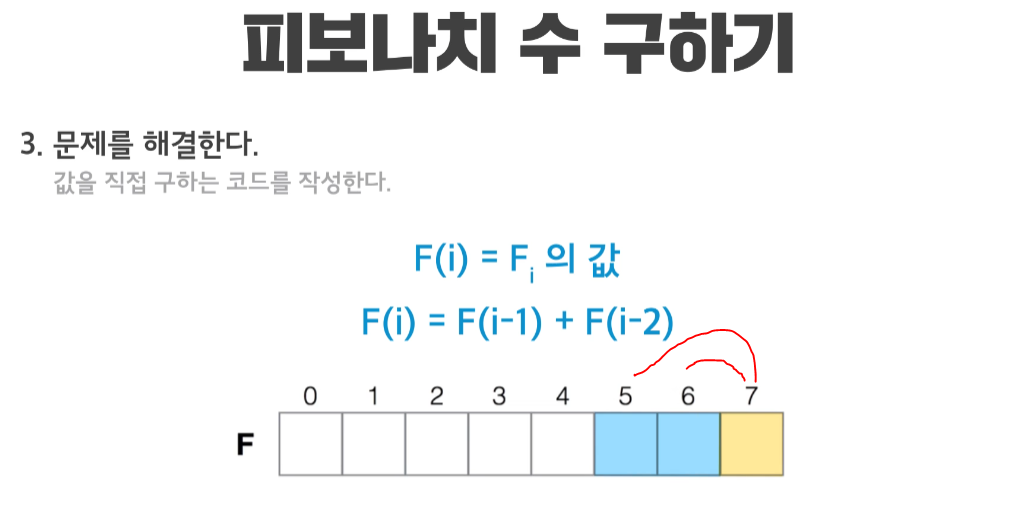 피보나치 수 구하기
3. 문제를 해결한다.
값을 직접 구하는 코드를 작성한다.
F(i) = Fi 의 값
F(i) = F(i-1) + F(i-2)
0 1 2 3 4 5 6 7
F